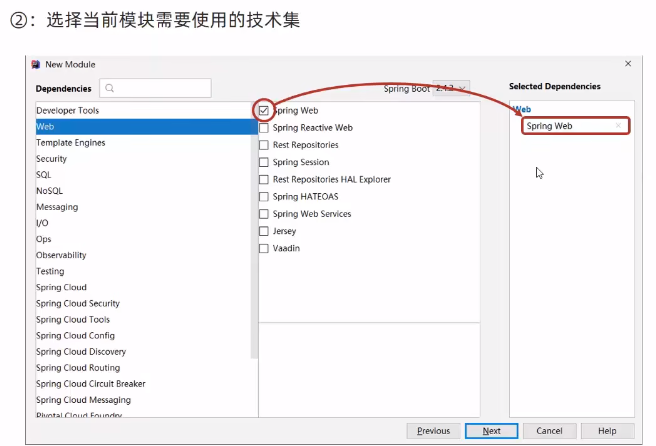 ②：选择当前模块需要使用的技术集
New Module
Dependencies
Spring Boot 2.4.2
Selected Dependencies
Developer Tools
Web
Template Engines
Security
SQL
NoSQL
Messaging
I/O
Ops
Observability
Testing
Spring Cloud
Spring Cloud Security
Spring Cloud Tools
Spring Cloud Config
Spring Cloud Discovery
Spring Cloud Routing
Spring Cloud Circuit Breaker
Spring Cloud Messaging
Pivotal Cloud Foundry
Spring Web
Spring Reactive Web
Rest Repositories
Spring Session
Rest Repositories HAL Explorer
Spring HATEOAS
Spring Web Services
Jersey
Vaadin
Web
Spring Web
Previous
Next
Cancel
Help